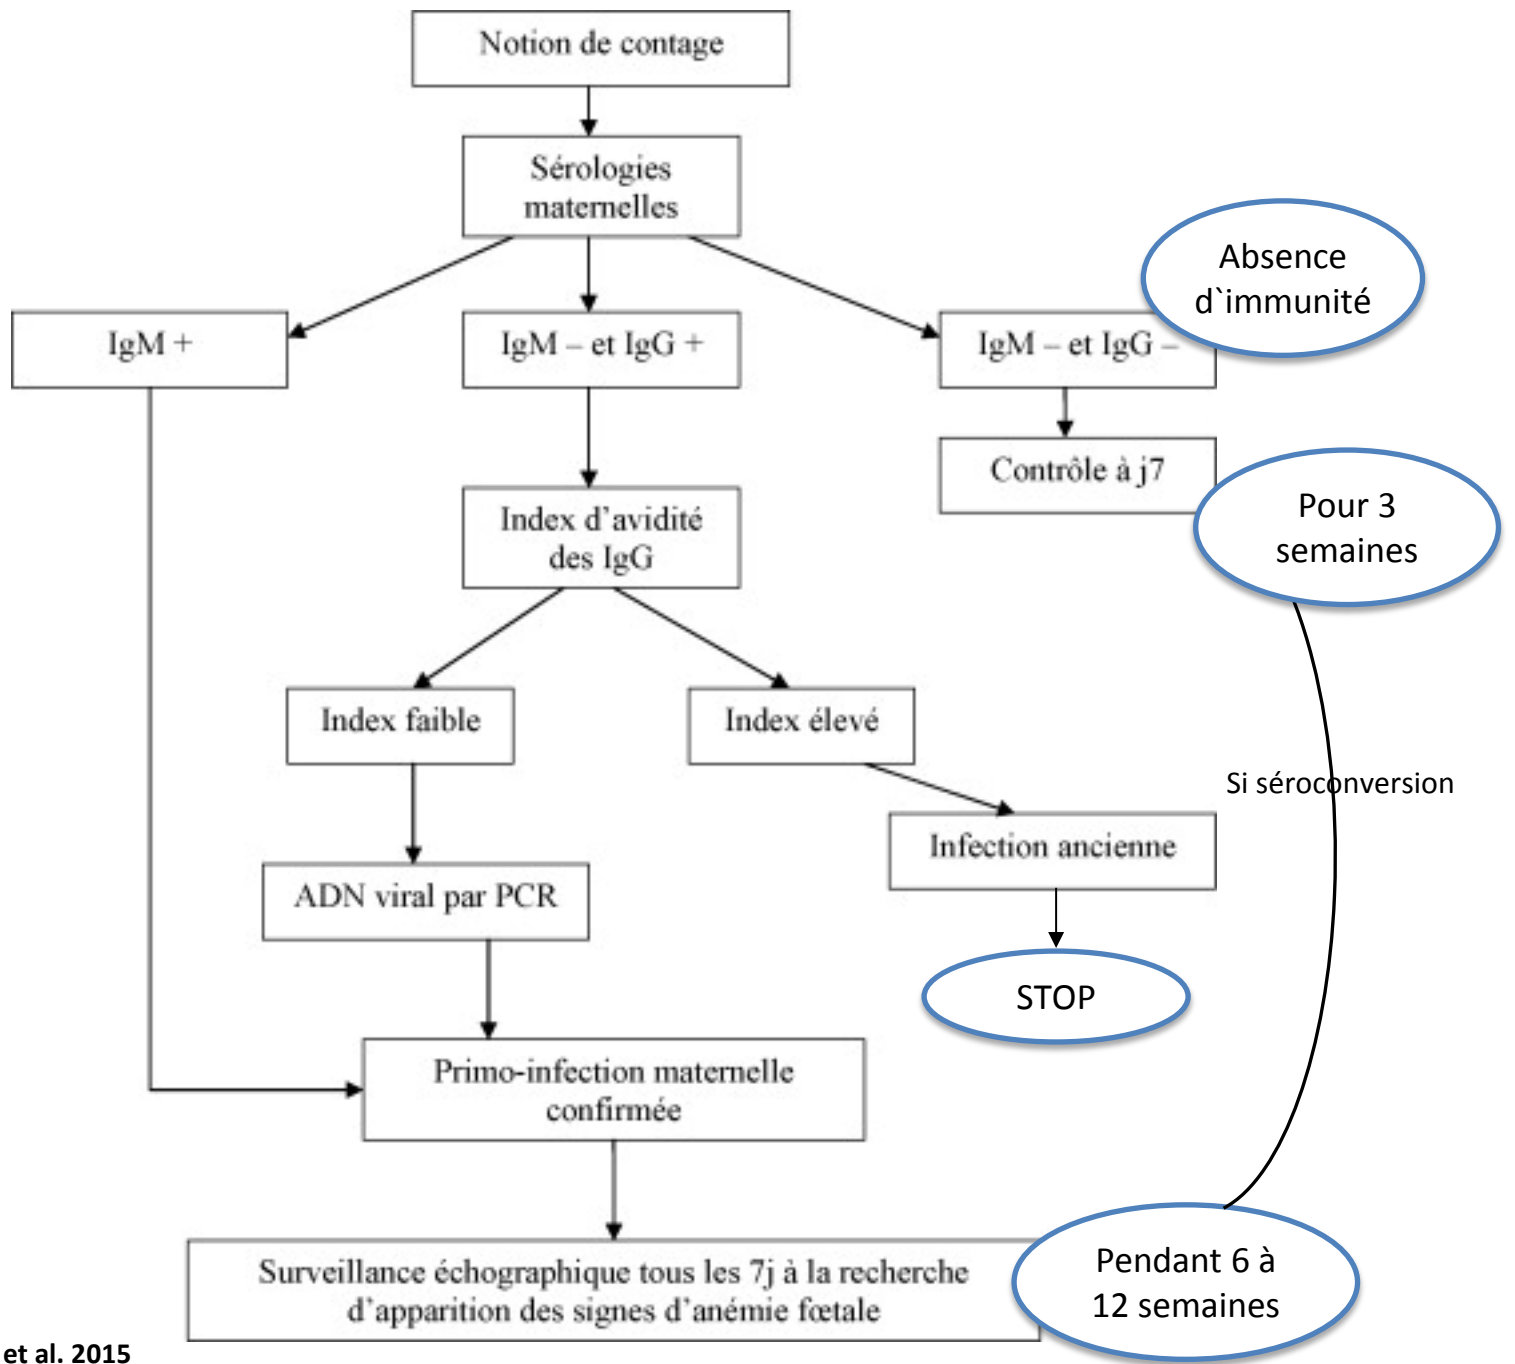 Notion de contage
Sérologies
maternelles
Absence
d`immunité
IgM +
IgM – et IgG +
IgM – et IgG –
Contrôle à j7
Pour 3
semaines
Index d’avidité
des IgG
Index faible
Index élevé
Si séroconversion
Infection ancienne
ADN viral par PCR
STOP
Primo-infection maternelle
confirmée
Surveillance échographique tous les 7j à la recherche
d’apparition des signes d’anémie fœtale
Pendant 6 à
12 semaines
et al. 2015